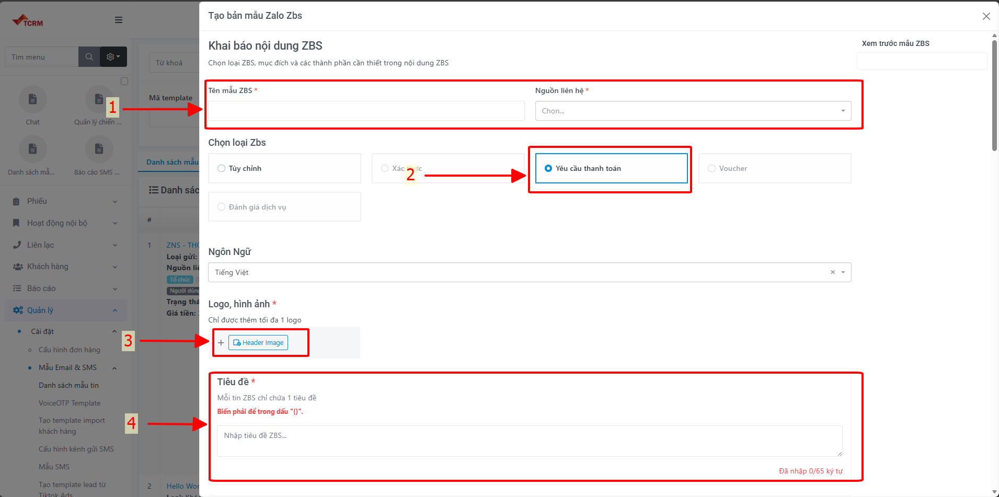 TCRM
Tìm menu
Chat
Quản lý chiến ...
Danh sách mẫ...
Báo cáo SMS ...
Phiếu
Hoạt động nội bộ
Liên lạc
Khách hàng
Báo cáo
Quản lý
Cài đặt
Cấu hình đơn hàng
Mẫu Email & SMS
Danh sách mẫu tin
VoiceOTP Template
Tạo template import
khách hàng
Cấu hình kênh gửi SMS
Mẫu SMS
Tạo template lead từ
Tiktok Ads
Từ khoá
Mã template
Danh sách mẫu
Danh sác
#
1
ZNS - THÔ
Loại gửi:
Nguồn liê
Tổ chức
Người dùng
Trạng thá
Giá tiền:
2
Hello Wor
Tạo bản mẫu Zalo Zbs
Khai báo nội dung ZBS
Chọn loại ZBS, mục đích và các thành phần cần thiết trong nội dung ZBS
Xem trước mẫu ZBS
1
Tên mẫu ZBS *
Nguồn liên hệ *
Chọn...
Chọn loại Zbs
Tùy chỉnh
Xác thực
2
Yêu cầu thanh toán
Voucher
Đánh giá dịch vụ
Ngôn Ngữ
Tiếng Việt
Logo, hình ảnh *
Chỉ được thêm tối đa 1 logo
3
+ Header Image
4
Tiêu đề *
Mỗi tin ZBS chỉ chứa 1 tiêu đề
Biến phải để trong dấu "{}".
Nhập tiêu đề ZBS...
Đã nhập 0/65 ký tự